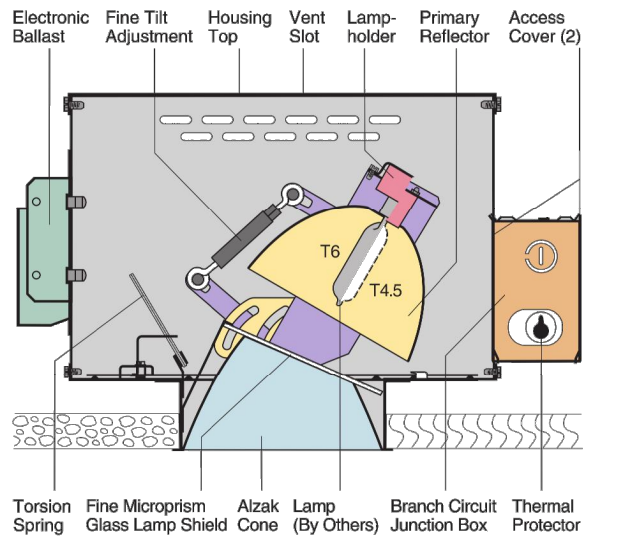 Electronic
Ballast
Fine Tilt
Adjustment
Housing
Top
Vent
Slot
Lamp-
holder
Primary
Reflector
Access
Cover (2)
T6
T4.5
Torsion
Spring
Fine Microprism
Glass Lamp Shield
Alzak
Cone
Lamp
(By Others)
Branch Circuit
Junction Box
Thermal
Protector